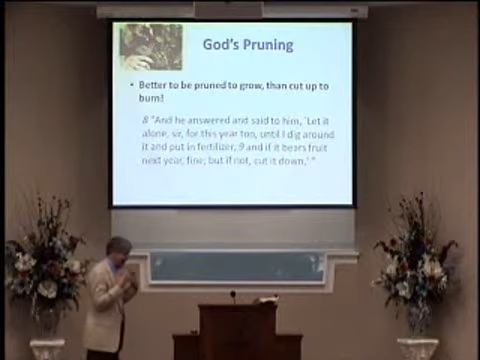 God's Pruning
• Better to be pruned to grow, than cut up to
burn!
8 "And he answered and said to him, 'Let it
alone, sir, for this year too, until I dig around
it and put in fertilizer, 9 and if it bears fruit
next year, fine; but if not, cut it down.' "